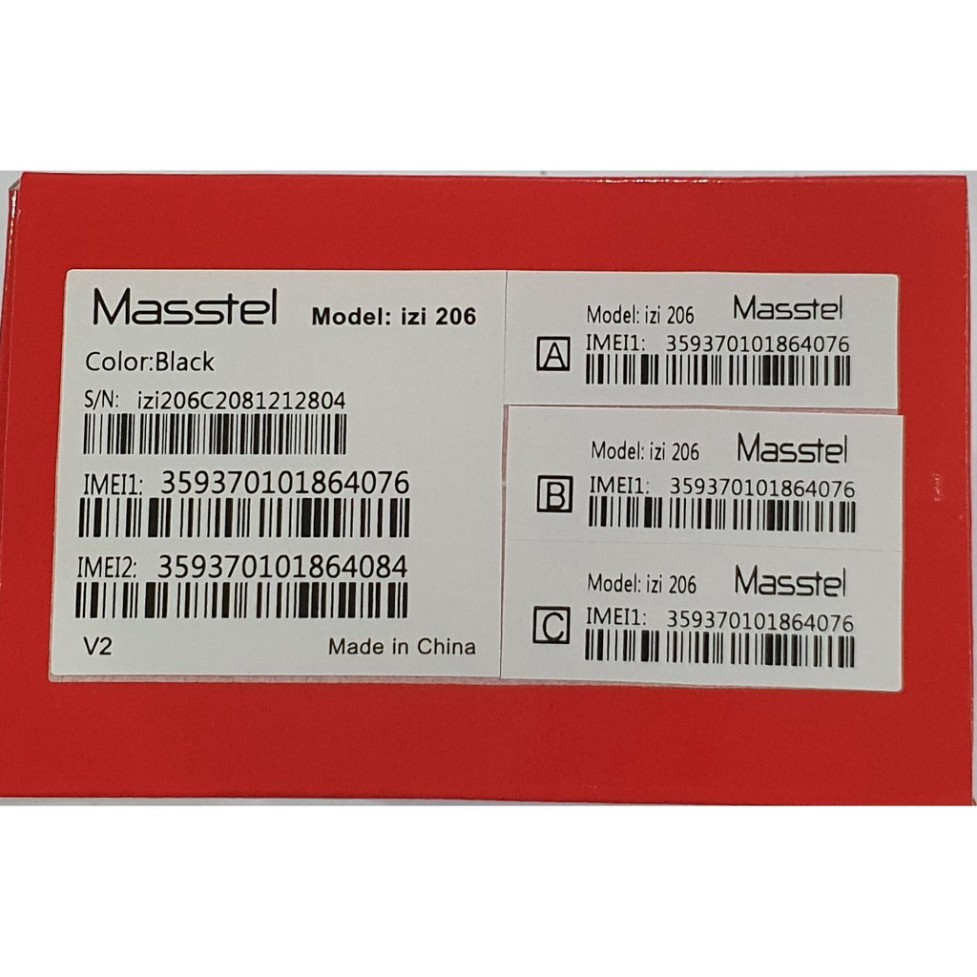 Masstel Model: izi 206
Color:Black
S/N: izi206C2081212804
IMEI1: 359370101864076
IMEI2: 359370101864084
V2 Made in China
Model: izi 206 Masstel
A IMEI1: 359370101864076
Model: izi 206 Masstel
B IMEI1: 359370101864076
Model: izi 206 Masstel
C IMEI1: 359370101864076